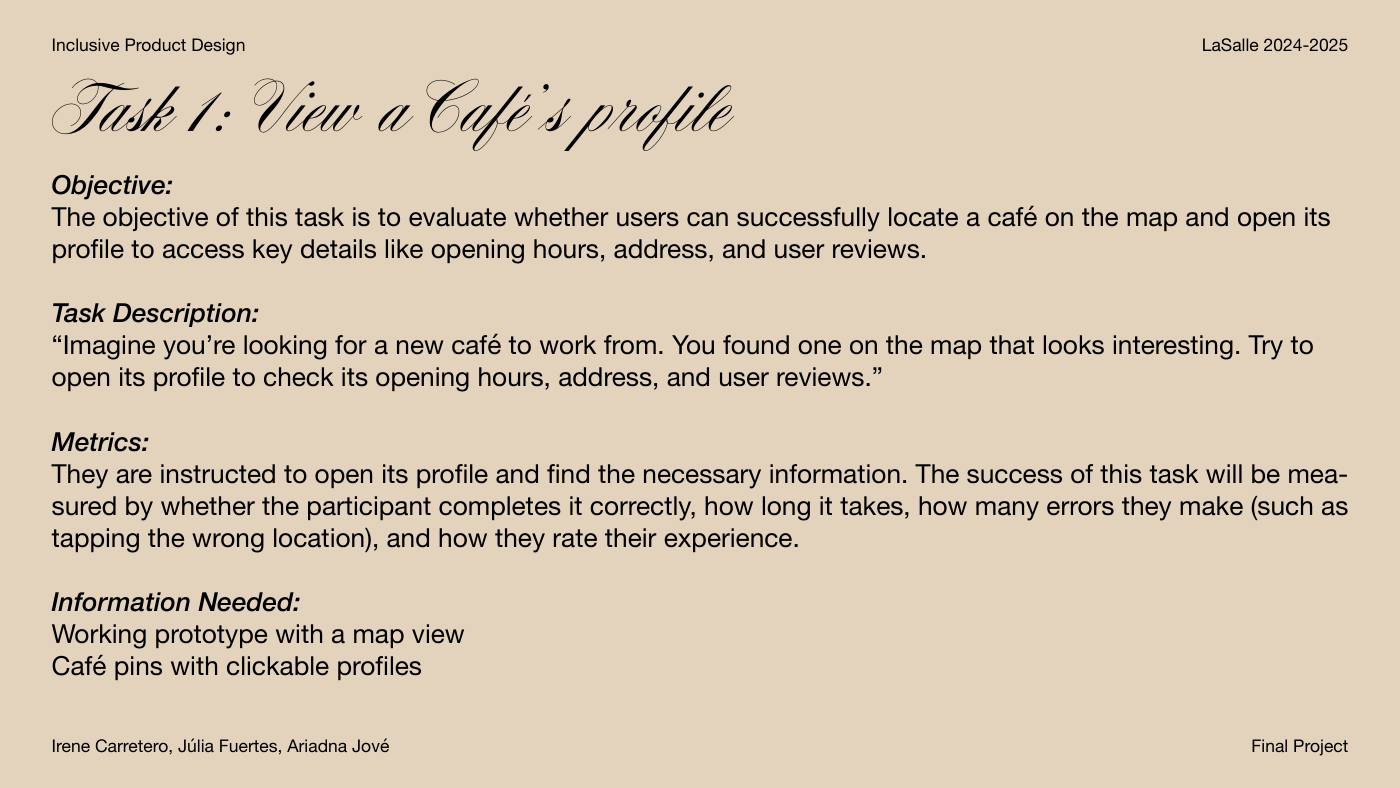 Inclusive Product Design
LaSalle 2024-2025
Task 1: View a Café’s profile
Objective:
The objective of this task is to evaluate whether users can successfully locate a café on the map and open its
profile to access key details like opening hours, address, and user reviews.
Task Description:
“Imagine you’re looking for a new café to work from. You found one on the map that looks interesting. Try to
open its profile to check its opening hours, address, and user reviews.”
Metrics:
They are instructed to open its profile and find the necessary information. The success of this task will be mea-
sured by whether the participant completes it correctly, how long it takes, how many errors they make (such as
tapping the wrong location), and how they rate their experience.
Information Needed:
Working prototype with a map view
Café pins with clickable profiles
Irene Carretero, Júlia Fuertes, Ariadna Jové
Final Project